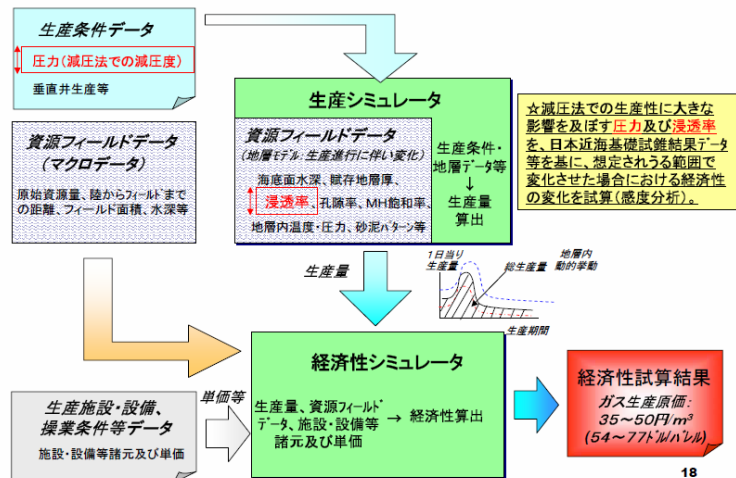 生産条件データ
圧力(減圧法での減圧度)
垂直井生産等
資源フィールドデータ
(マクロデータ)
原始資源量、陸からフィールドまで
の距離、フィールド面積、水深等
生産シミュレータ
資源フィールドデータ
(地層モデル:生産進行に伴い変化)
海底面水深、賦存地層厚、
浸透率、孔隙率、MH飽和率、
地層内温度・圧力、砂泥パターン等
生産条件・
地層データ等
↓
生産量
算出
☆減圧法での生産性に大きな
影響を及ぼす圧力及び浸透率
を、日本近海基礎試錐結果データ
等を基に、想定されうる範囲で
変化させた場合における経済性
の変化を試算(感度分析)。
生産量
1日当り
生産量
総生産量
地層内
動的挙動
生産期間
経済性シミュレータ
生産量、資源フィールド
データ、施設・設備等
諸元及び単価
→ 経済性算出
生産施設・設備、
操業条件等データ
施設・設備等諸元及び単価
単価等
経済性試算結果
ガス生産原価:
35~50円/m³
(54~77ドル/バレル)
18